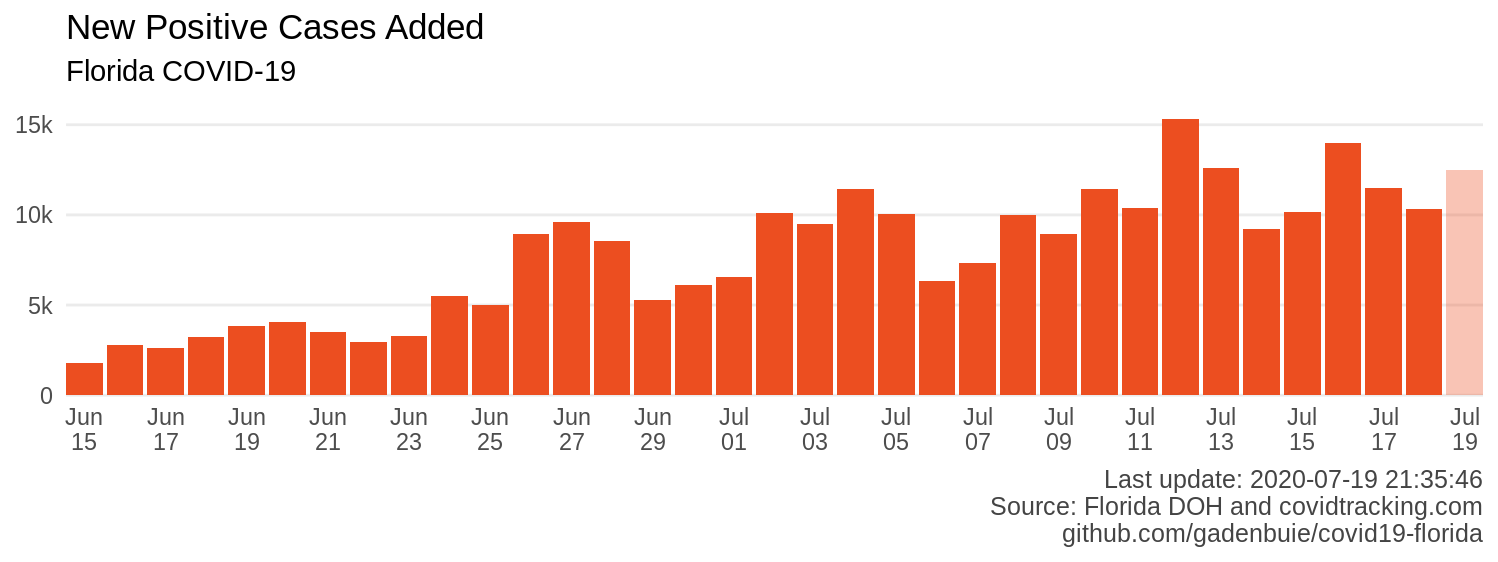 New Positive Cases Added
Florida COVID-19
15k
10k
5k
0
Jun Jun Jun Jun Jun Jun Jun Jun Jul Jul Jul Jul Jul Jul Jul Jul Jul Jul
15 17 19 21 23 25 27 29 01 03 05 07 09 11 13 15 17 19
Last update: 2020-07-19 21:35:46
Source: Florida DOH and covidtracking.com
github.com/gadenbuie/covid19-florida